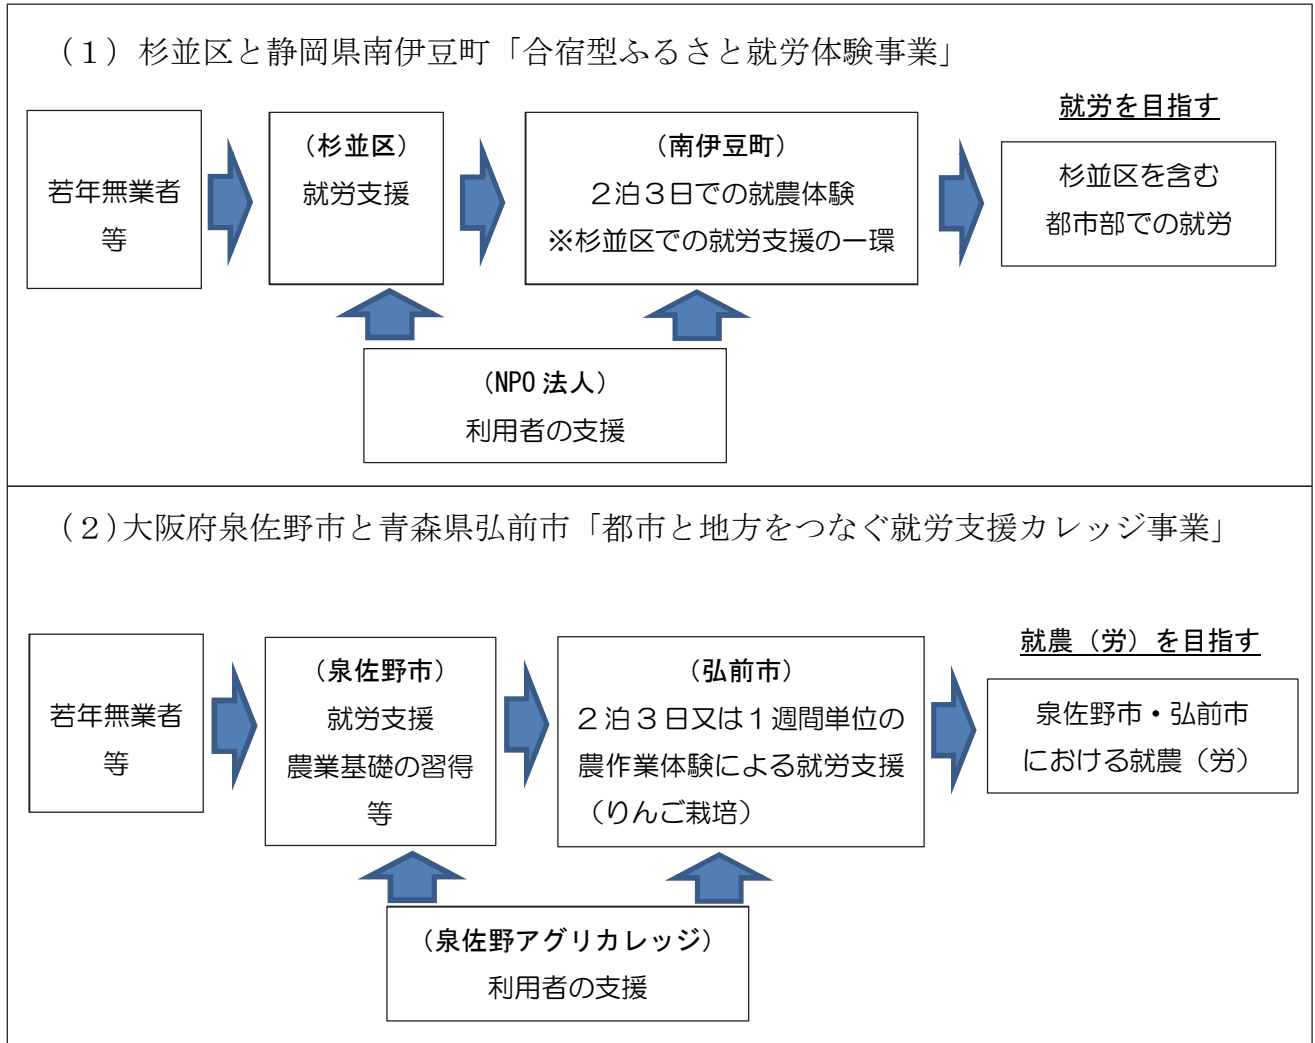 （１）杉並区と静岡県南伊豆町「合宿型ふるさと就労体験事業」
若年無業者
等
（杉並区）
就労支援
（南伊豆町）
２泊３日での就農体験
※杉並区での就労支援の一環
就労を目指す
杉並区を含む
都市部での就労
（NPO 法人）
利用者の支援
（２）大阪府泉佐野市と青森県弘前市「都市と地方をつなぐ就労支援カレッジ事業」
若年無業者
等
（泉佐野市）
就労支援
農業基礎の習得
等
（弘前市）
２泊３日又は１週間単位の
農作業体験による就労支援
（りんご栽培）
就農（労）を目指す
泉佐野市・弘前市
における就農（労）
（泉佐野アグリカレッジ）
利用者の支援